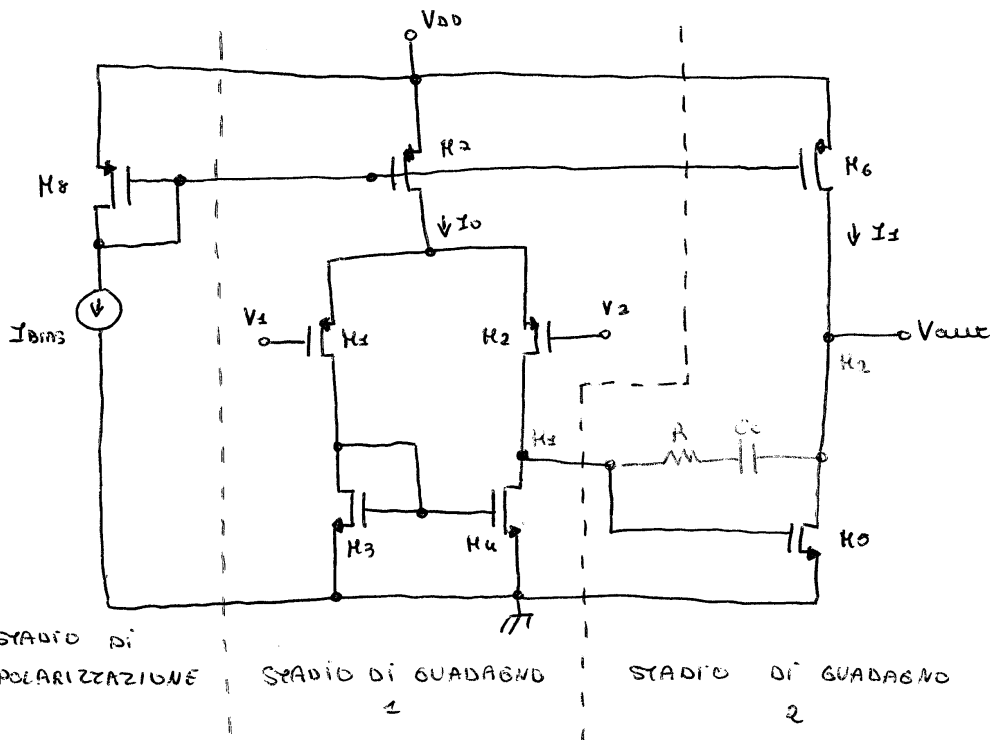 VDD
M8
M7
M6
I0
I1
IBIAS
V1
M1
M2
V2
Vout
M2
M1
R
Cc
M3
M4
M5
STADIO Di
POLARIZZAZIONE
STADIO Di GUADAGNO
1
STADIO Di GUADAGNO
2